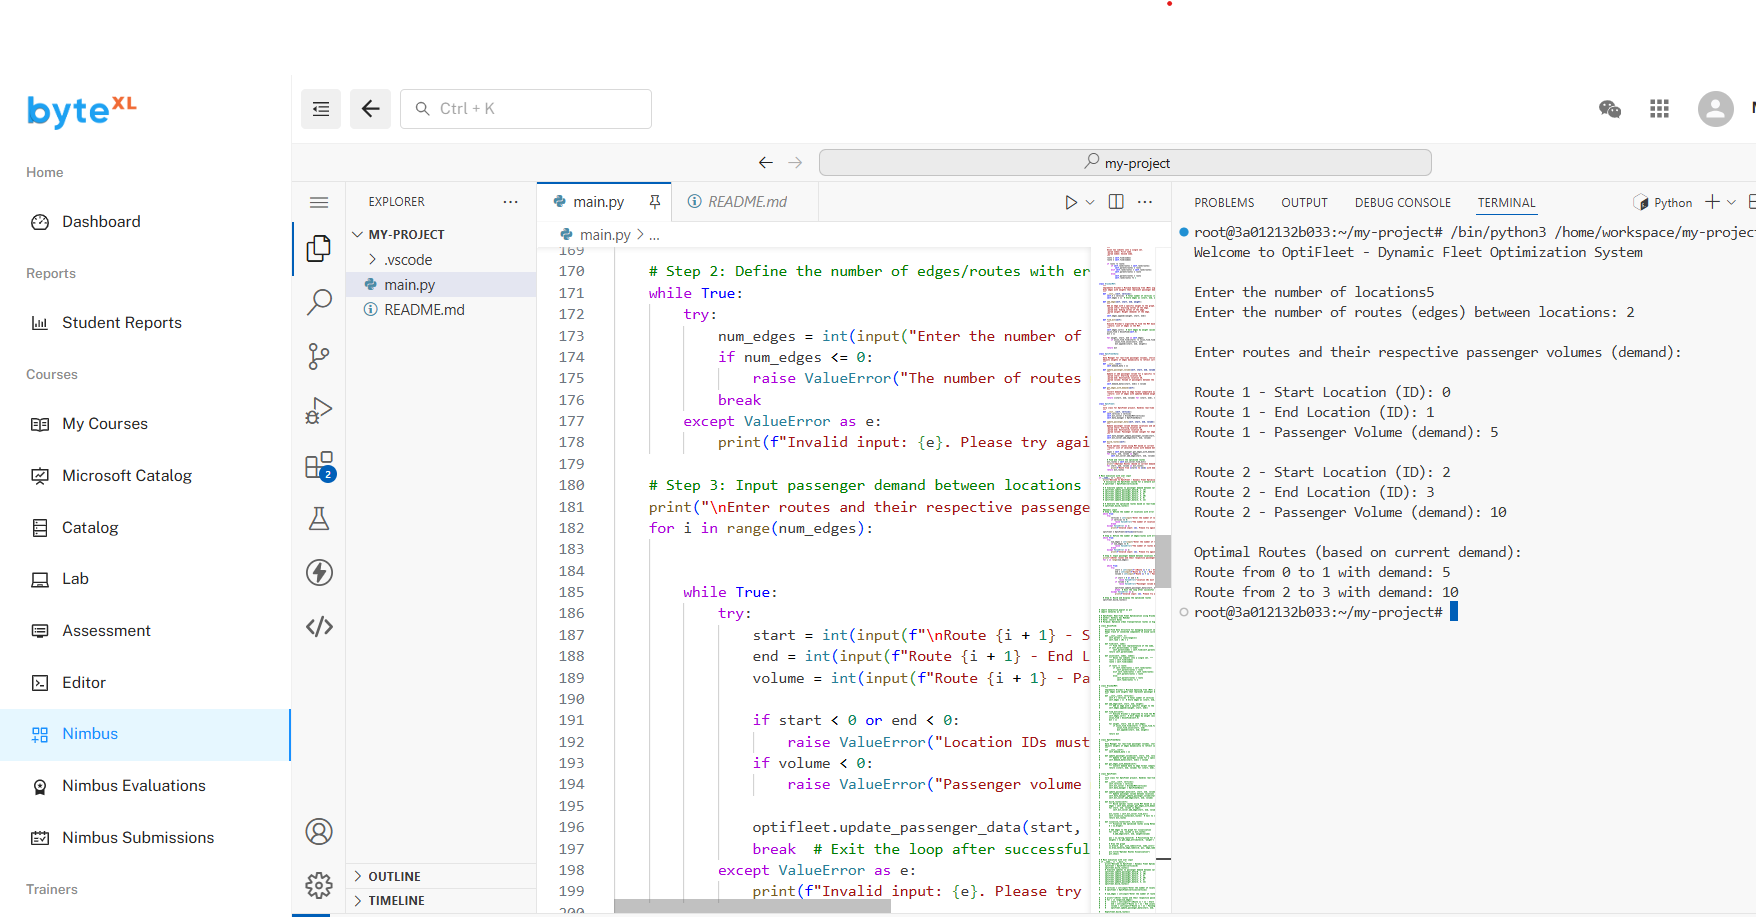 byteXL
Home
Dashboard
Reports
Student Reports
Courses
My Courses
Microsoft Catalog
Catalog
Lab
Assessment
Editor
Nimbus
Nimbus Evaluations
Nimbus Submissions
Trainers
Ctrl + K
my-project
EXPLORER
MY-PROJECT
.vscode
main.py
README.md
2
OUTLINE
TIMELINE
main.py
README.md
main.py > ...
169
170 # Step 2: Define the number of edges/routes with er
171 while True:
172 try:
173 num_edges = int(input("Enter the number of
174 if num_edges <= 0:
175 raise ValueError("The number of routes
176 break
177 except ValueError as e:
178 print(f"Invalid input: {e}. Please try agai
179
180 # Step 3: Input passenger demand between locations
181 print("\nEnter routes and their respective passenge
182 for i in range(num_edges):
183
184
185 while True:
186 try:
187 start = int(input(f"\nRoute {i + 1} - S
188 end = int(input(f"Route {i + 1} - End L
189 volume = int(input(f"Route {i + 1} - Pa
190
191 if start < 0 or end < 0:
192 raise ValueError("Location IDs must
193 if volume < 0:
194 raise ValueError("Passenger volume
195
196 optifleet.update_passenger_data(start,
197 break # Exit the loop after successful
198 except ValueError as e:
199 print(f"Invalid input: {e}. Please try
200
PROBLEMS OUTPUT DEBUG CONSOLE TERMINAL
Python
root@3a012132b033:~/my-project# /bin/python3 /home/workspace/my-project
Welcome to OptiFleet - Dynamic Fleet Optimization System
Enter the number of locations5
Enter the number of routes (edges) between locations: 2
Enter routes and their respective passenger volumes (demand):
Route 1 - Start Location (ID): 0
Route 1 - End Location (ID): 1
Route 1 - Passenger Volume (demand): 5
Route 2 - Start Location (ID): 2
Route 2 - End Location (ID): 3
Route 2 - Passenger Volume (demand): 10
Optimal Routes (based on current demand):
Route from 0 to 1 with demand: 5
Route from 2 to 3 with demand: 10
root@3a012132b033:~/my-project#